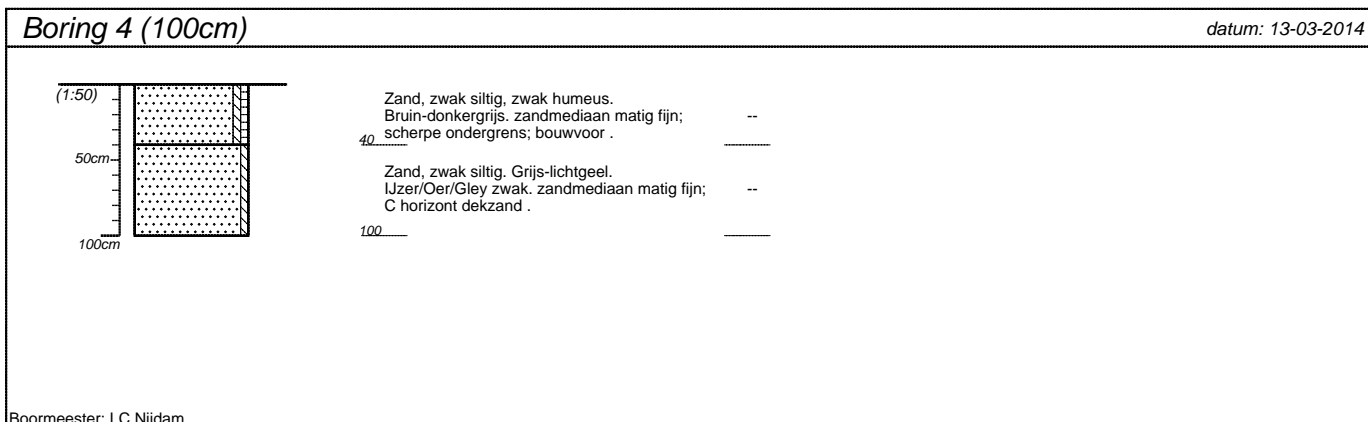 Boring 4 (100cm)
datum: 13-03-2014
(1:50)
Zand, zwak siltig, zwak humeus.
Bruin-donkergrijs. zandmediaan matig fijn; --
40 scherpe ondergrens; bouwvoor .
50cm
Zand, zwak siltig. Grijs-lichtgeel.
IJzer/Oer/Gley zwak. zandmediaan matig fijn; --
C horizont dekzand .
100
100cm
Boormeester: LC Nijdam